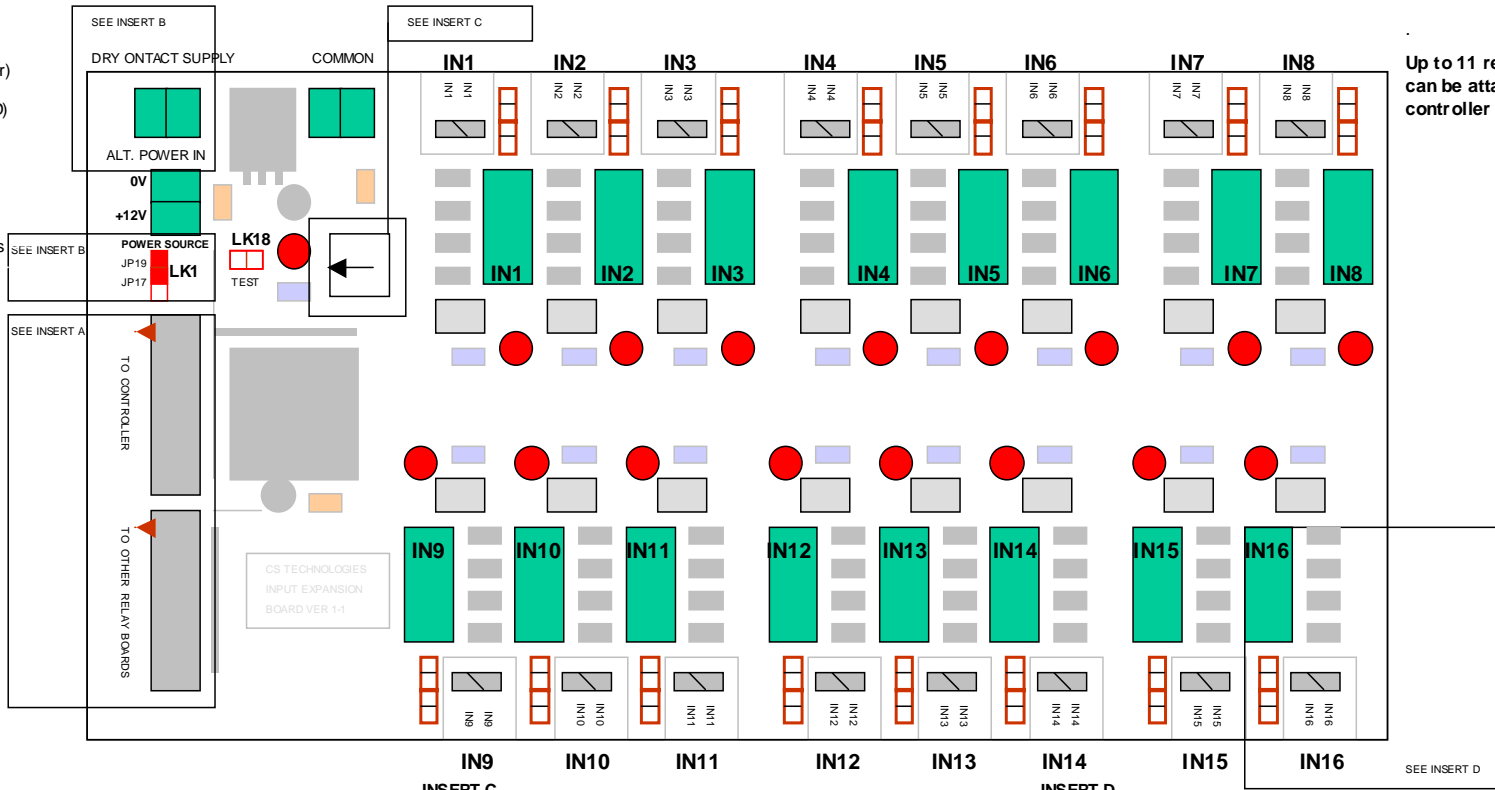 SEE INSERT B
SEE INSERT C
DRY ONTACT SUPPLY
COMMON
IN1 IN2 IN3 IN4 IN5 IN6 IN7 IN8
.
r)
Up to 11 re
can be atta
controller
)
IN1 IN1 IN2 IN2 IN3 IN3 IN4 IN4 IN5 IN5 IN6 IN6 IN7 IN7 IN8 IN8
ALT. POWER IN
0V
+12V
s
SEE INSERT B
POWER SOURCE
JP19
JP17
LK1
LK18
TEST
IN1 IN2 IN3 IN4 IN5 IN6 IN7 IN8
SEE INSERT A
TO CONTROLLER
TO OTHER RELAY BOARDS
CS TECHNOLOGIES
INPUT EXPANSION
BOARD VER 1-1
IN9 IN10 IN11 IN12 IN13 IN14 IN15 IN16
IN9 IN9 IN10 IN10 IN11 IN11 IN12 IN12 IN13 IN13 IN14 IN14 IN15 IN15 IN16 IN16
IN9 IN10 IN11 IN12 IN13 IN14 IN15 IN16
SEE INSERT D
INSERT C
INSERT D